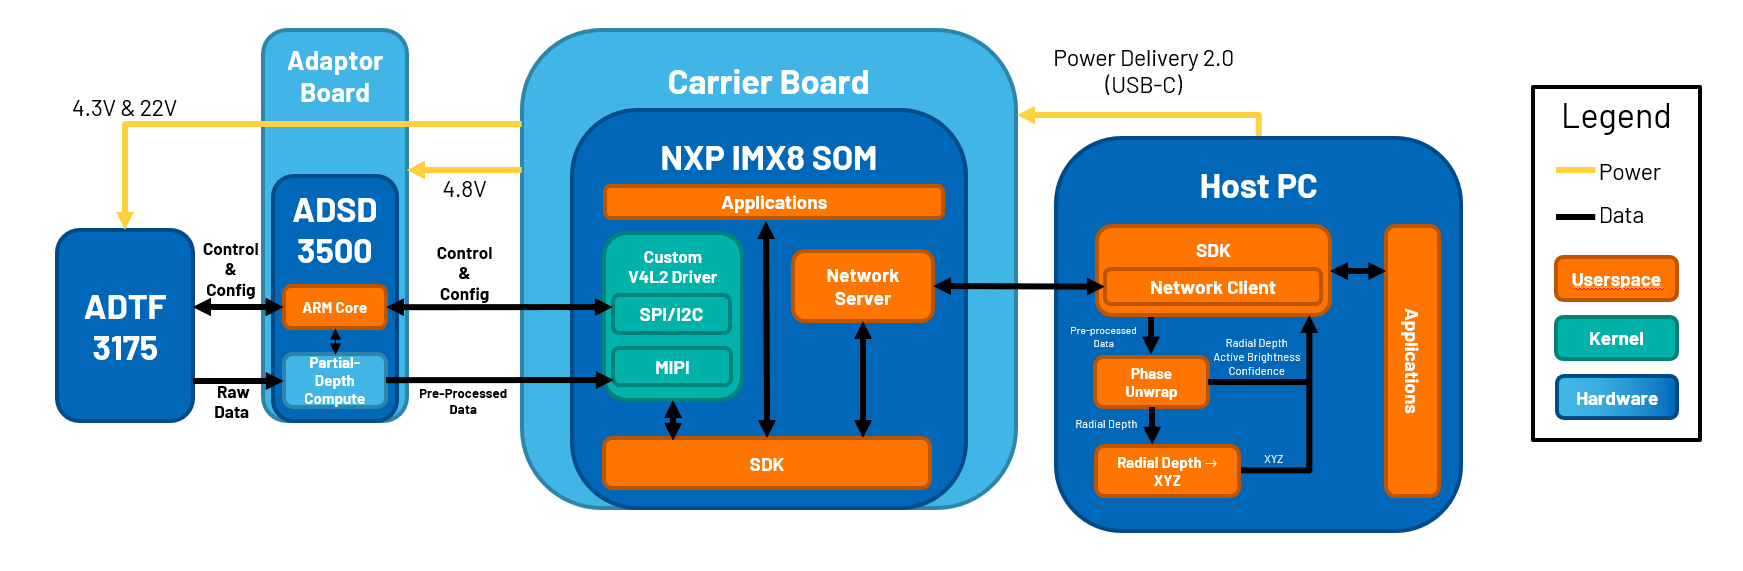 Adaptor
Board
4.3V & 22V
4.8V
ADSD
3500
ADTF
3175
Control
&
Config
ARM Core
Partial-
Depth
Compute
Raw
Data
Control
&
Config
Pre-Processed
Data
Carrier Board
NXP IMX8 SOM
Applications
Custom
V4L2 Driver
SPI/I2C
MIPI
Network
Server
SDK
Power Delivery 2.0
(USB-C)
Host PC
SDK
Network Client
Pre-processed
Data
Radial Depth
Active Brightness
Confidence
Phase
Unwrap
Radial Depth
Radial Depth →
XYZ
XYZ
Applications
Legend
Power
Data
Userspace
Kernel
Hardware